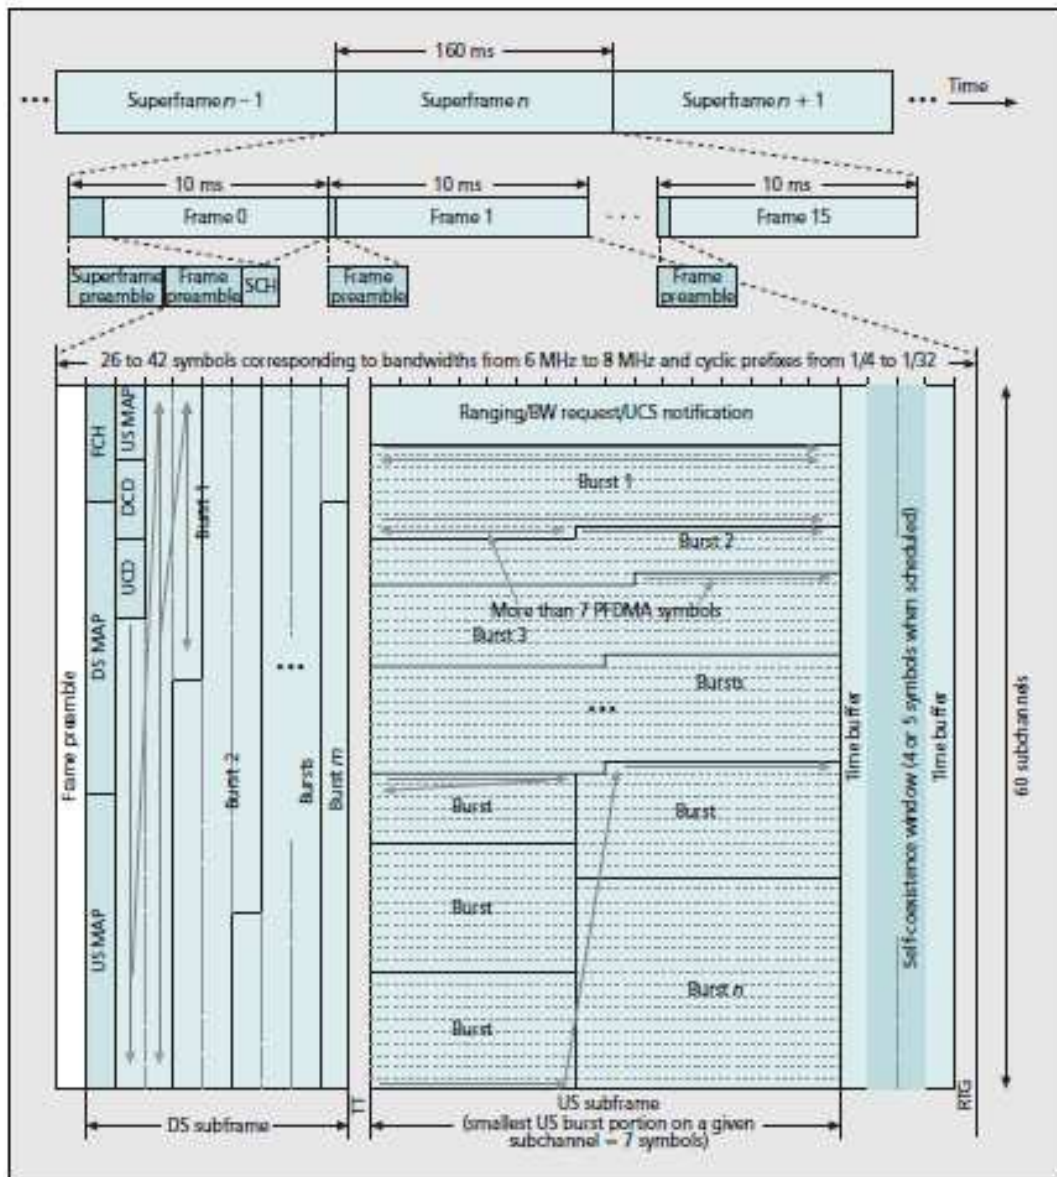 160 ms
Superframe n – 1
Superframe n
Superframe n + 1
Time
10 ms
10 ms
10 ms
Frame 0
Frame 1
Frame 15
Superframe preamble
Frame preamble
SCH
Frame preamble
Frame preamble
26 to 42 symbols corresponding to bandwidths from 6 MHz to 8 MHz and cyclic prefixes from 1/4 to 1/32
Frame preamble
FCH
DS MAP
US MAP
US MAP
DCD
UCD
Burst 1
Burst 2
Bursts
Burst m
Ranging/BW request/UCS notification
Burst 1
Burst 2
More than 7 PFDMA symbols
Burst 3
Bursts
Burst
Burst
Burst
Burst n
Burst
Time buffer
Self-coexistence window (4 or 5 symbols when scheduled)
Time buffer
60 subchannels
DS subframe
TT
US subframe
(smallest US burst portion on a given
subchannel – 7 symbols)
RTG